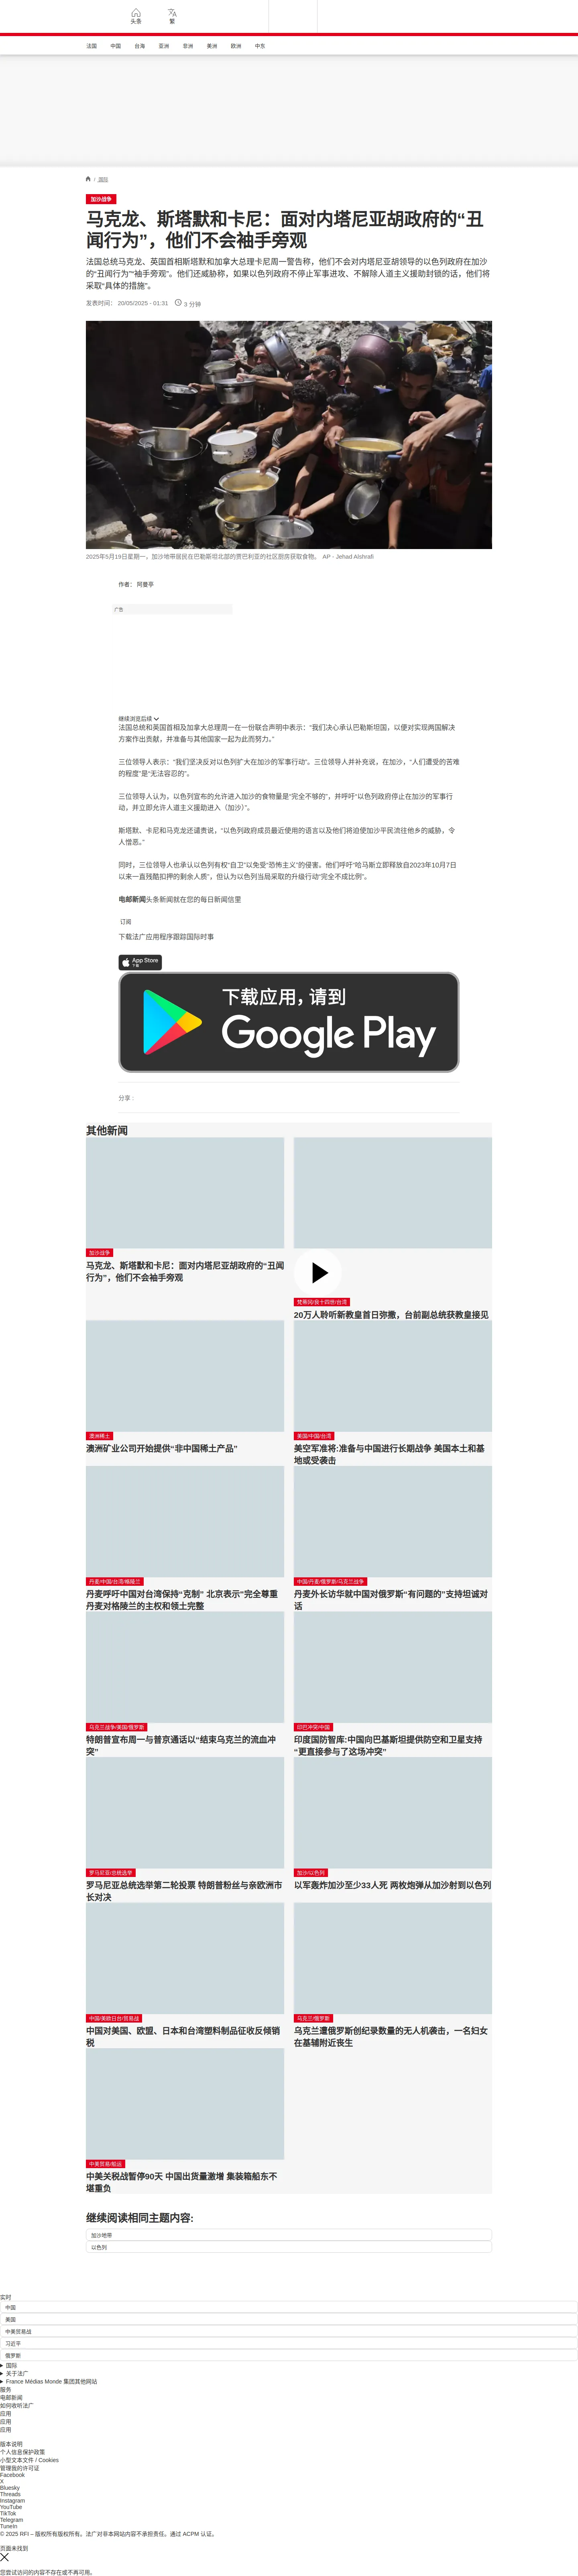 头条
繁
法国
中国
台海
亚洲
非洲
美洲
欧洲
中东
/ 国际
加沙战争
马克龙、斯塔默和卡尼：面对内塔尼亚胡政府的“丑
闻行为”，他们不会袖手旁观
法国总统马克龙、英国首相斯塔默和加拿大总理卡尼周一警告称，他们不会对内塔尼亚胡领导的以色列政府在加沙
的“丑闻行为”“袖手旁观”。他们还威胁称，如果以色列政府不停止军事进攻、不解除人道主义援助封锁的话，他们将
采取“具体的措施”。
发表时间： 20/05/2025 - 01:31
3 分钟
2025年5月19日星期一，加沙地带居民在巴勒斯坦北部的贾巴利亚的社区厨房获取食物。 AP - Jehad Alshrafi
作者： 阿曼亭
广告
继续浏览后续
法国总统和英国首相及加拿大总理周一在一份联合声明中表示：“我们决心承认巴勒斯坦国，以便对实现两国解决
方案作出贡献，并准备与其他国家一起为此而努力。”
三位领导人表示：“我们坚决反对以色列扩大在加沙的军事行动”。三位领导人并补充说，在加沙，“人们遭受的苦难
的程度”是“无法容忍的”。
三位领导人认为，以色列宣布的允许进入加沙的食物量是“完全不够的”，并呼吁“以色列政府停止在加沙的军事行
动，并立即允许人道主义援助进入（加沙）”。
斯塔默、卡尼和马克龙还谴责说，“以色列政府成员最近使用的语言以及他们将迫使加沙平民流往他乡的威胁，令
人憎恶。”
同时，三位领导人也承认以色列有权“自卫”以免受“恐怖主义”的侵害。他们呼吁“哈马斯立即释放自2023年10月7日
以来一直残酷扣押的剩余人质”，但认为以色列当局采取的升级行动“完全不成比例”。
电邮新闻头条新闻就在您的每日新闻信里
订阅
下载法广应用程序跟踪国际时事
App Store
下载
下载应用，请到
Google Play
分享 :
其他新闻
加沙战争
马克龙、斯塔默和卡尼：面对内塔尼亚胡政府的“丑闻
行为”，他们不会袖手旁观
梵蒂冈/良十四世/台湾
20万人聆听新教皇首日弥撒，台前副总统获教皇接见
澳洲稀土
澳洲矿业公司开始提供“非中国稀土产品”
美国/中国/台湾
美空军准将:准备与中国进行长期战争 美国本土和基
地或受袭击
丹麦/中国/台湾/格陵兰
丹麦呼吁中国对台湾保持“克制” 北京表示”完全尊重
丹麦对格陵兰的主权和领土完整
中国/丹麦/俄罗斯/乌克兰战争
丹麦外长访华就中国对俄罗斯“有问题的”支持坦诚对
话
乌克兰战争/美国/俄罗斯
特朗普宣布周一与普京通话以“结束乌克兰的流血冲
突”
印巴冲突/中国
印度国防智库:中国向巴基斯坦提供防空和卫星支持
“更直接参与了这场冲突”
罗马尼亚/总统选举
罗马尼亚总统选举第二轮投票 特朗普粉丝与亲欧洲市
长对决
加沙/以色列
以军轰炸加沙至少33人死 两枚炮弹从加沙射到以色列
中国/美欧日台/贸易战
中国对美国、欧盟、日本和台湾塑料制品征收反倾销
税
乌克兰/俄罗斯
乌克兰遭俄罗斯创纪录数量的无人机袭击，一名妇女
在基辅附近丧生
中美贸易/船运
中美关税战暂停90天 中国出货量激增 集装箱船东不
堪重负
继续阅读相同主题内容:
加沙地带
以色列
实时
中国
美国
中美贸易战
习近平
俄罗斯
国际
关于法广
France Médias Monde 集团其他网站
服务
电邮新闻
如何收听法广
应用
应用
应用
版本说明
个人信息保护政策
小型文本文件 / Cookies
管理我的许可证
Facebook
X
Bluesky
Threads
Instagram
YouTube
TikTok
Telegram
TuneIn
© 2025 RFI – 版权所有版权所有。法广对非本网站内容不承担责任。通过 ACPM 认证。
页面未找到
您尝试访问的内容不存在或不再可用。